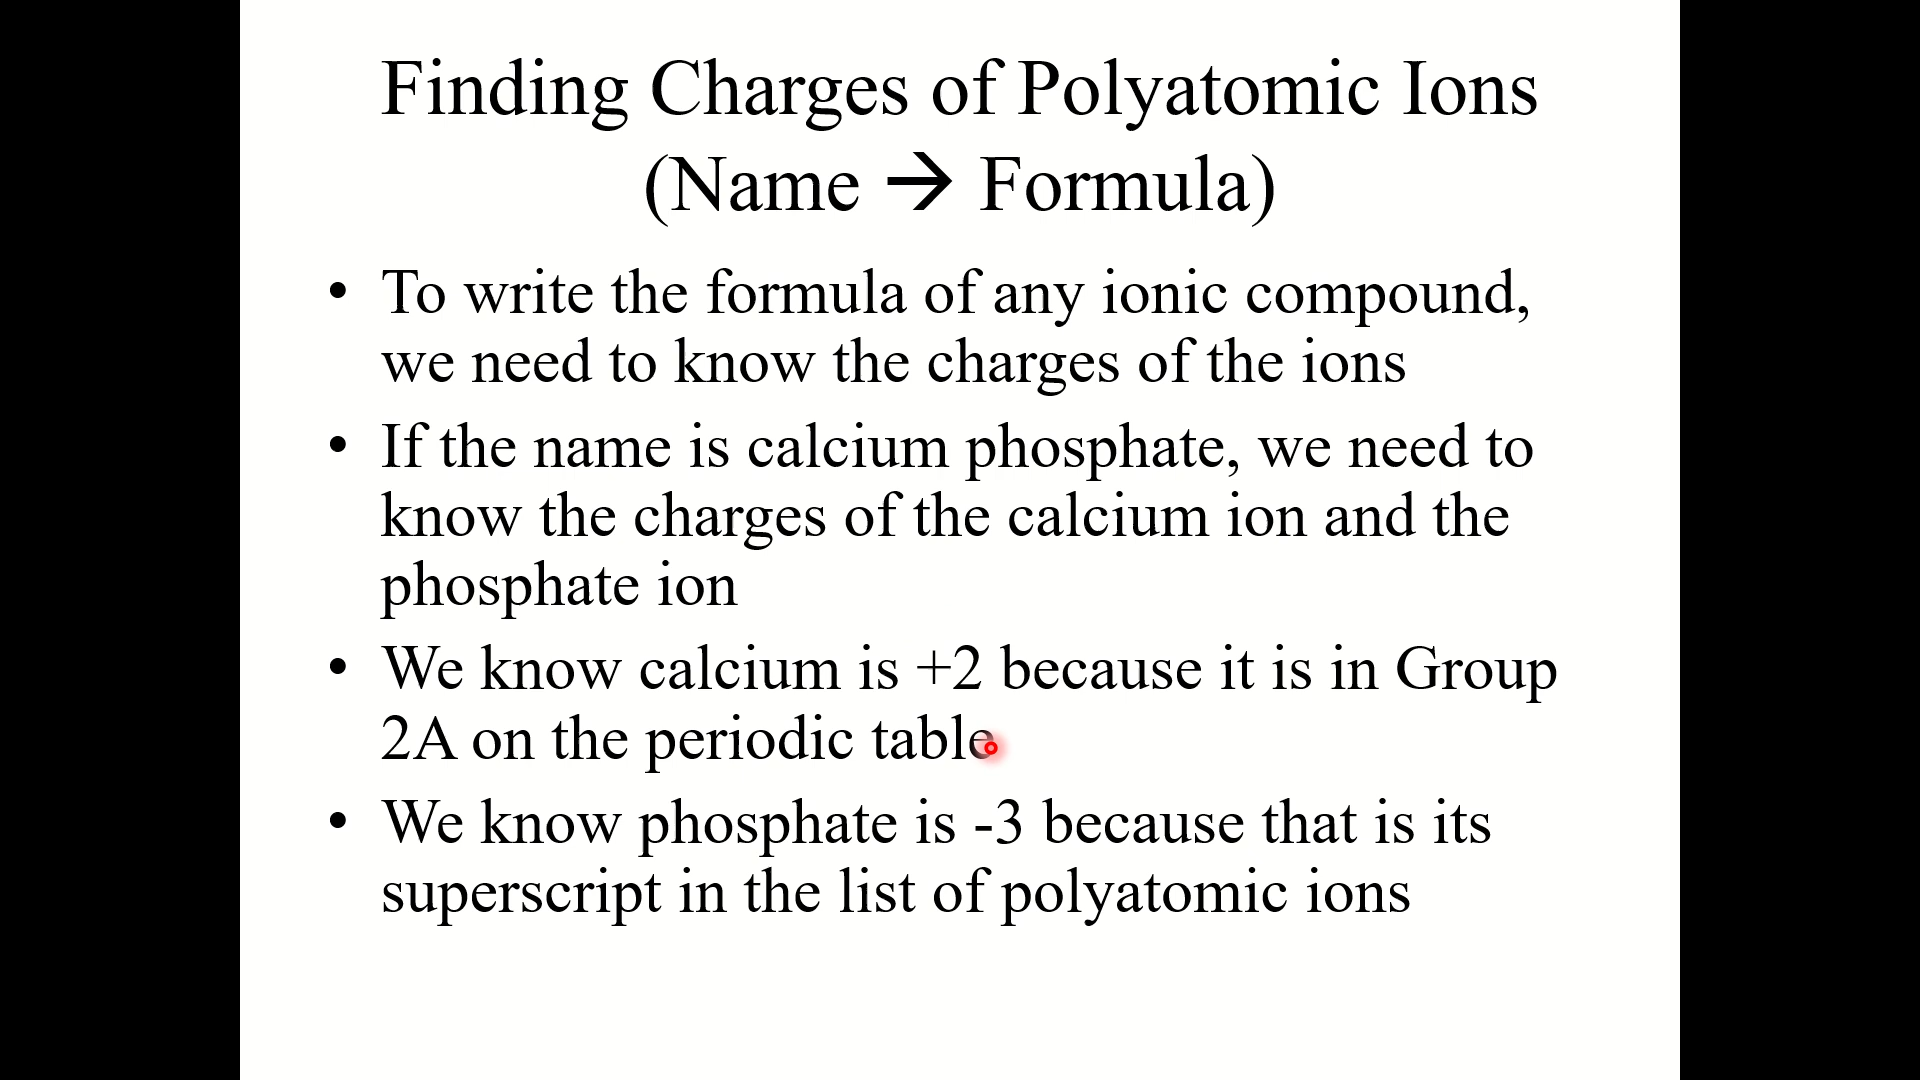 Finding Charges of Polyatomic Ions
(Name → Formula)
• To write the formula of any ionic compound,
we need to know the charges of the ions
• If the name is calcium phosphate, we need to
know the charges of the calcium ion and the
phosphate ion
• We know calcium is +2 because it is in Group
2A on the periodic table
• We know phosphate is -3 because that is its
superscript in the list of polyatomic ions